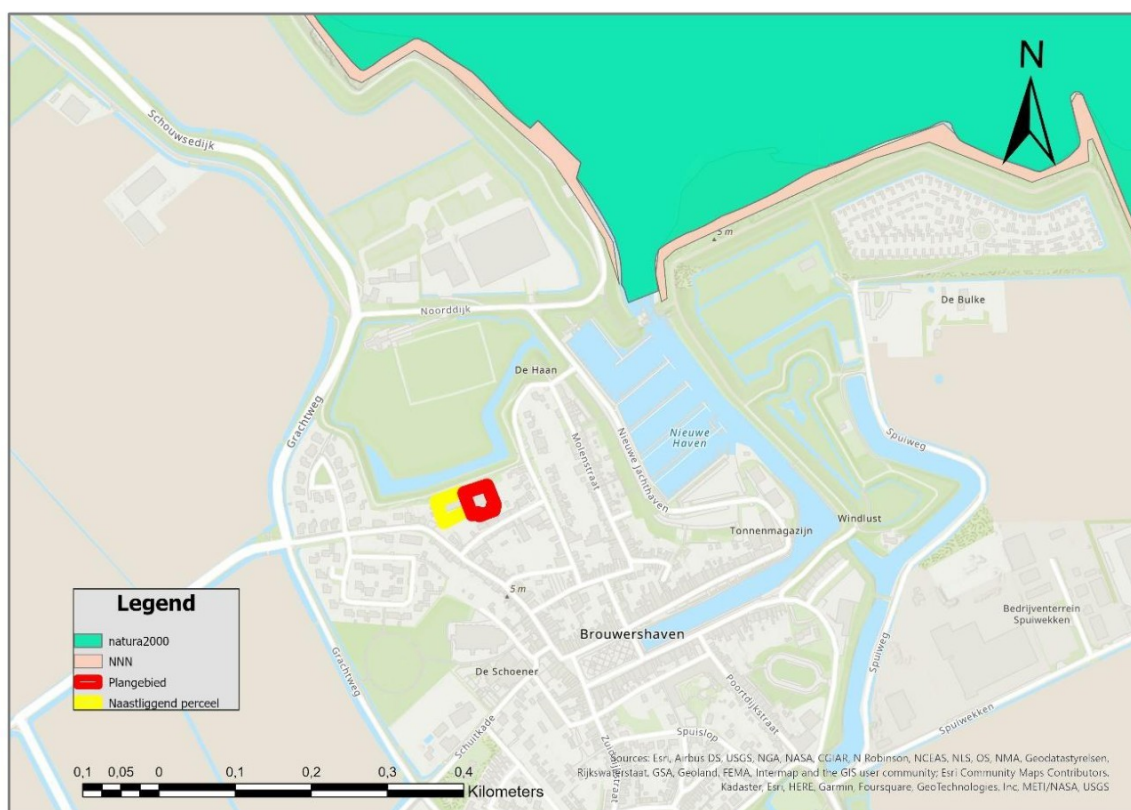 N
Schouwsedijk
5 m
De Bulke
Noorddijk
De Haan
Grachtweg
Molenstraat
Nieuwe Jachthaven
Nieuwe
Haven
Spuiweg
Tonnenmagazijn
Windlust
5 m
Legend
natura2000
NNN
Plangebied
Naastliggend perceel
Brouwershaven
Bedrijventerrein
Spuiwekken
De Schoener
Grachtweg
Poortdijkstraat
Spuiweg
Schuitkade
Spuislop
Spuiwekken
Sources: Esri, Airbus DS, USGS, NGA, NASA, CGIAR, N Robinson, NCEAS, NLS, OS, NMA, Geodatastyrelsen,
Rijkswaterstaat, GSA, Geoland, FEMA, Intermap and the GIS user community; Esri Community Maps Contributors,
Kadaster, Esri, HERE, Garmin, Foursquare, GeoTechnologies, Inc, METI/NASA, USGS
0,1 0,05 0 0,1 0,2 0,3 0,4
Kilometers